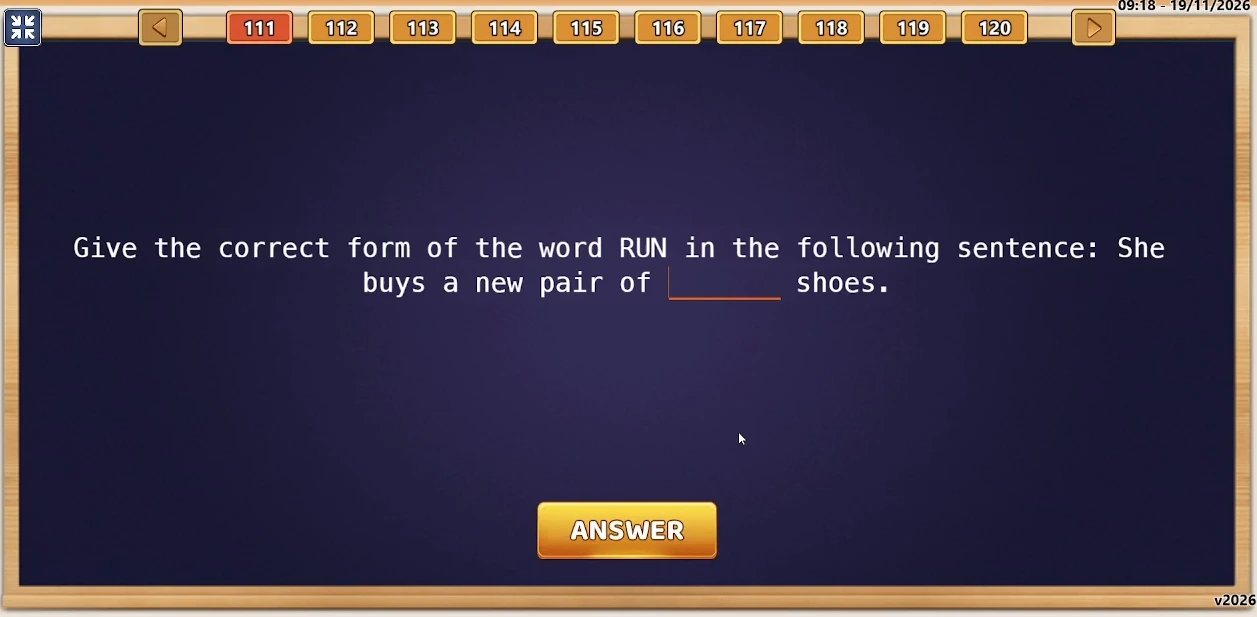 09:18 - 19/11/2026
111 112 113 114 115 116 117 118 119 120
Give the correct form of the word RUN in the following sentence: She
buys a new pair of _______ shoes.
ANSWER
v2026